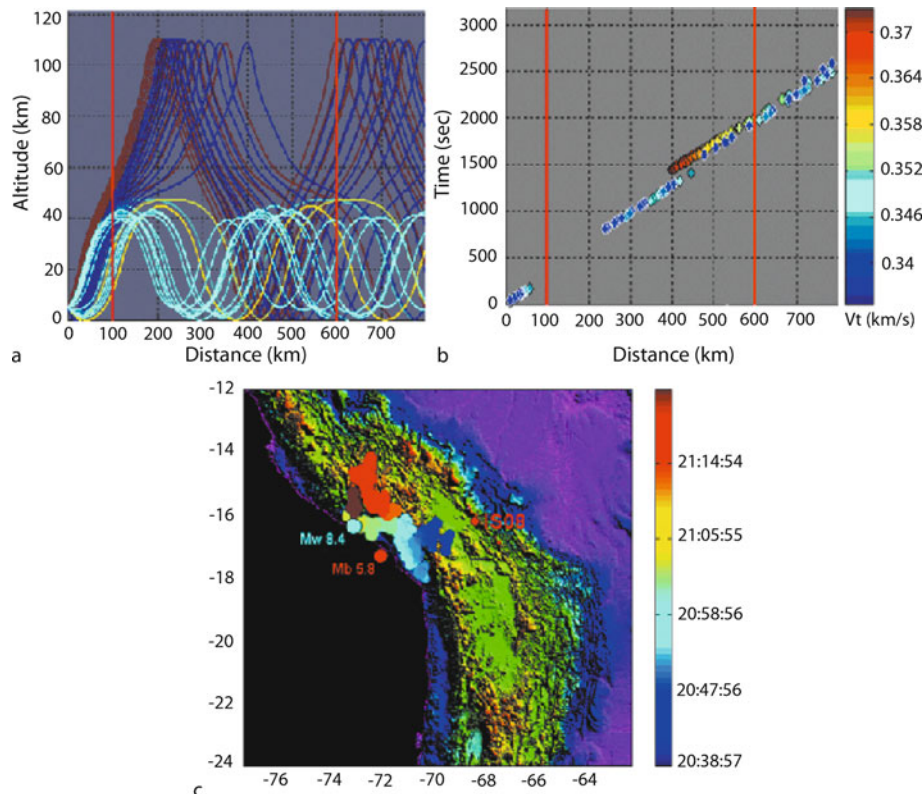 120
100
80
60
40
20
0
Altitude (km)
0 100 200 300 400 500 600 700
Distance (km)
a
3000
2500
2000
1500
1000
500
0
Time (sec)
0 100 200 300 400 500 600 700
Distance (km)
b
0.37
0.364
0.358
0.352
0.346
0.34
Vt (km/s)
-12
-14
-16
-18
-20
-22
-24
Mw 8.4
Mb 5.8
IS08
-76 -74 -72 -70 -68 -66 -64
21:14:54
21:05:55
20:58:56
20:47:56
20:38:57
c